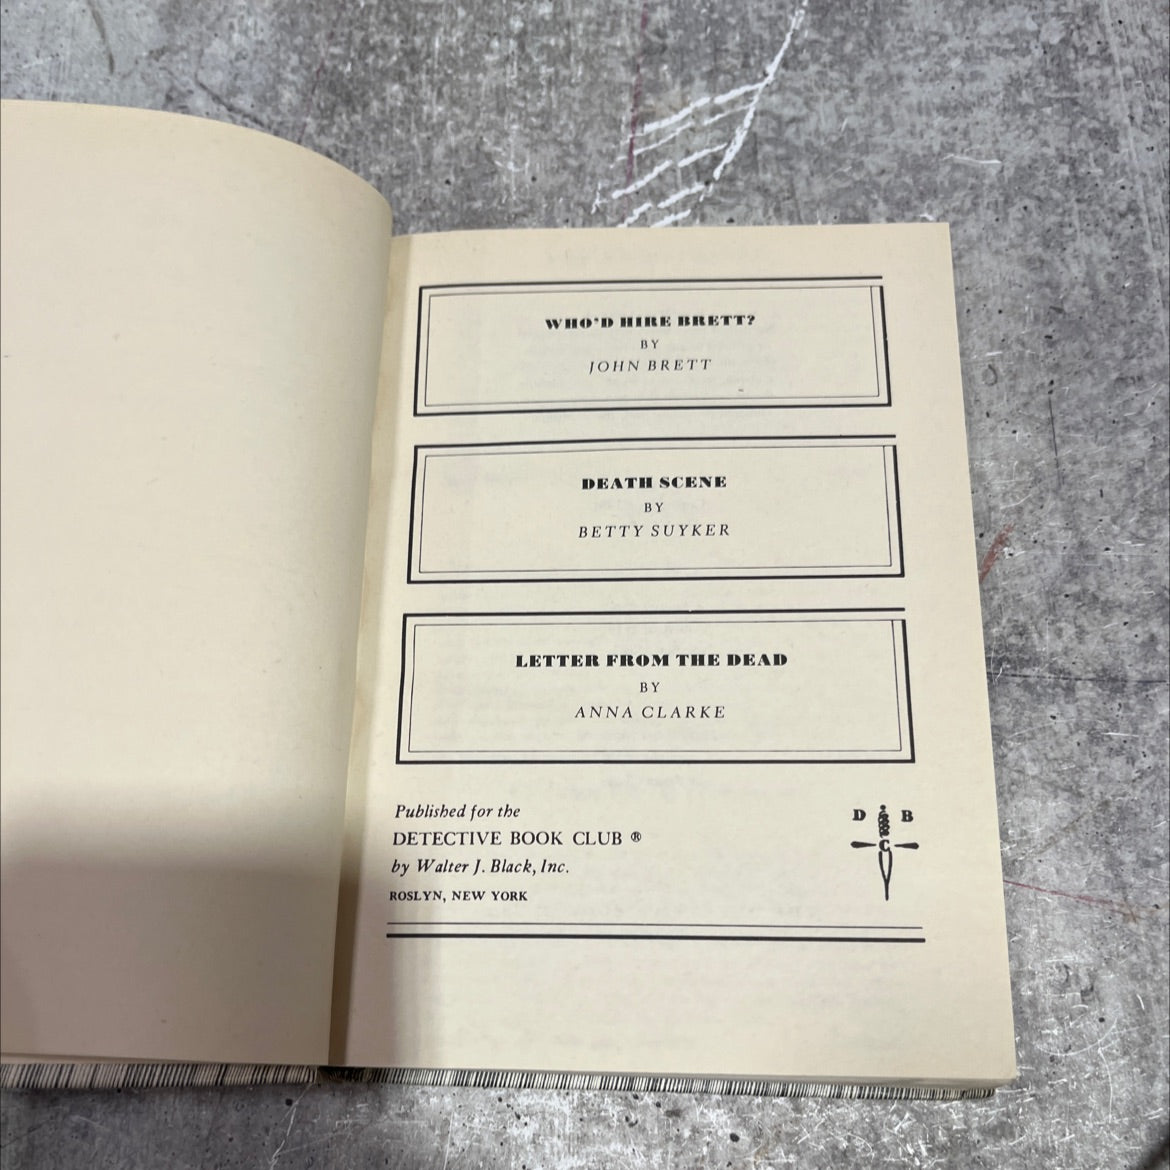 WHO'D HIRE BRETT?
BY
JOHN BRETT
DEATH SCENE
BY
BETTY SUYKER
LETTER FROM THE DEAD
BY
ANNA CLARKE
Published for the
DETECTIVE BOOK CLUB ®
by Walter J. Black, Inc.
ROSLYN, NEW YORK
D B
C